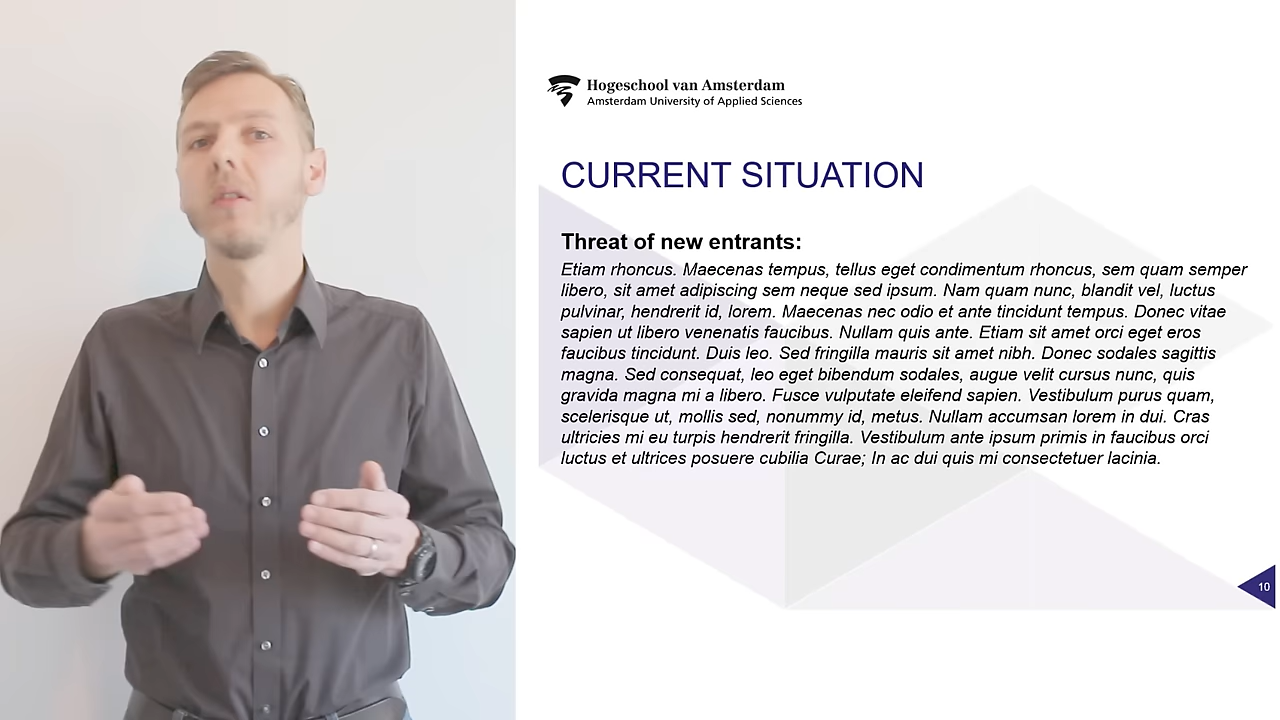 Hogeschool van Amsterdam
Amsterdam University of Applied Sciences
CURRENT SITUATION
Threat of new entrants:
Etiam rhoncus. Maecenas tempus, tellus eget condimentum rhoncus, sem quam semper
libero, sit amet adipiscing sem neque sed ipsum. Nam quam nunc, blandit vel, luctus
pulvinar, hendrerit id, lorem. Maecenas nec odio et ante tincidunt tempus. Donec vitae
sapien ut libero venenatis faucibus. Nullam quis ante. Etiam sit amet orci eget eros
faucibus tincidunt. Duis leo. Sed fringilla mauris sit amet nibh. Donec sodales sagittis
magna. Sed consequat, leo eget bibendum sodales, augue velit cursus nunc, quis
gravida magna mi a libero. Fusce vulputate eleifend sapien. Vestibulum purus quam,
scelerisque ut, mollis sed, nonummy id, metus. Nullam accumsan lorem in dui. Cras
ultricies mi eu turpis hendrerit fringilla. Vestibulum ante ipsum primis in faucibus orci
luctus et ultrices posuere cubilia Curae; In ac dui quis mi consectetuer lacinia.
10